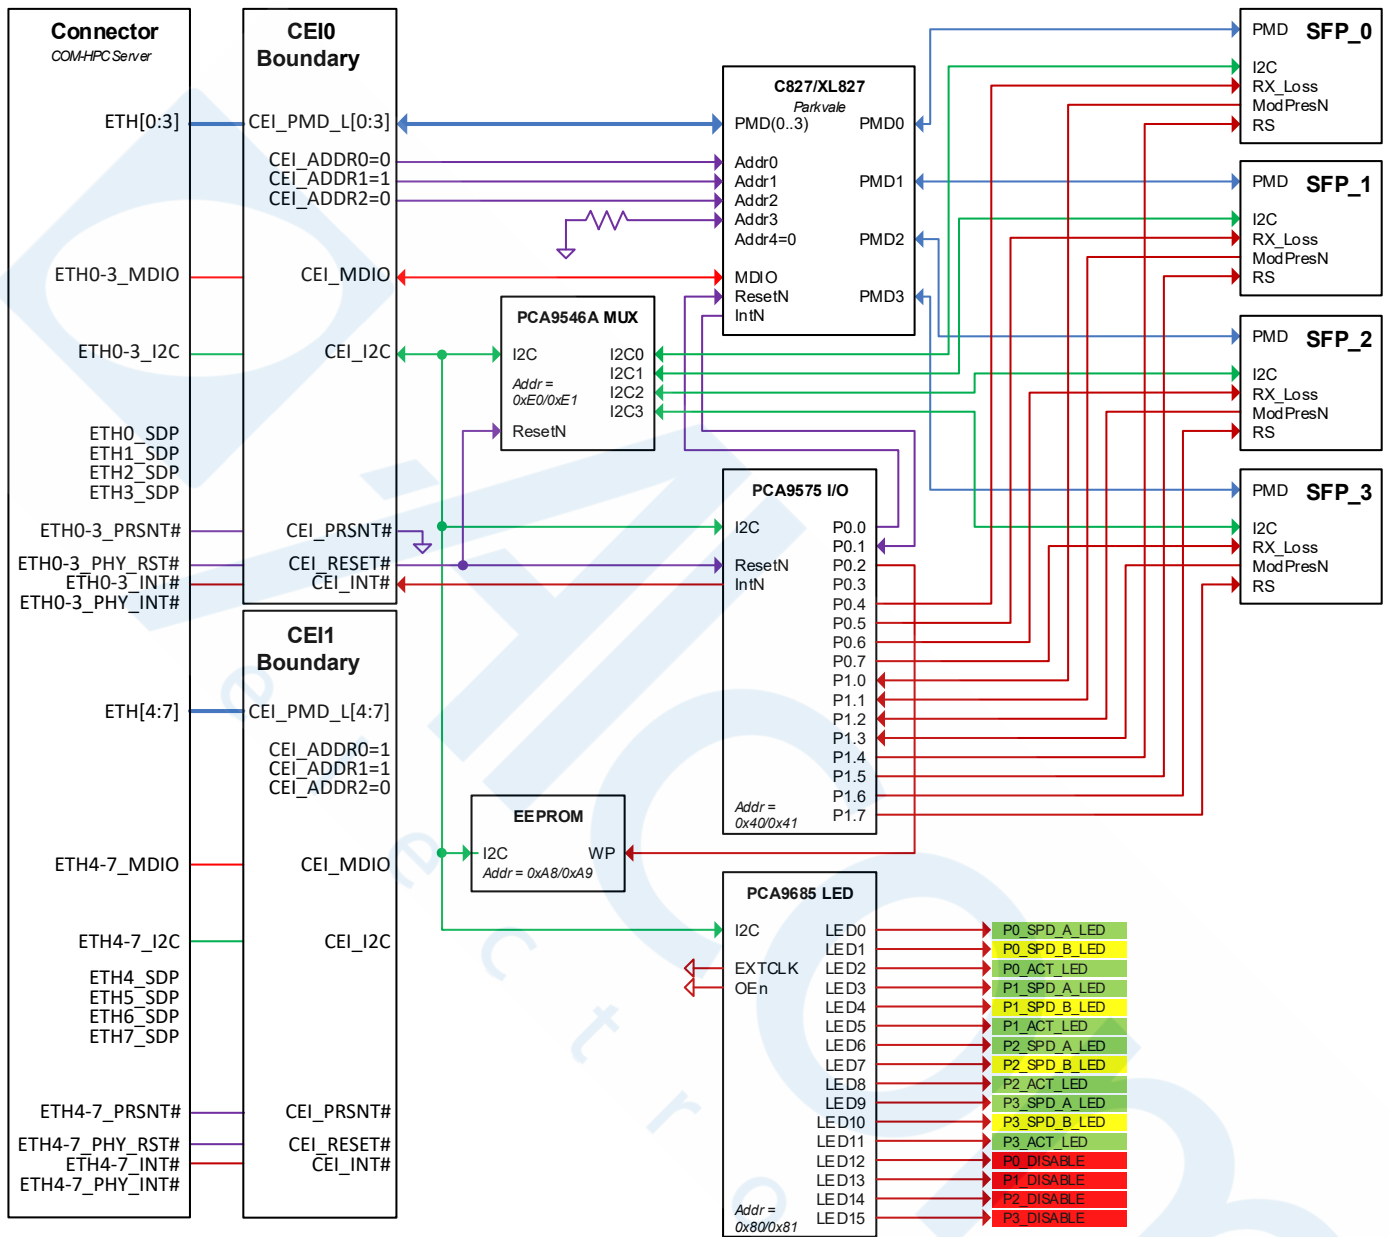 Connector
COM-HPC Server
ETH[0:3]
ETH0-3_MDIO
ETH0-3_I2C
ETH0_SDP
ETH1_SDP
ETH2_SDP
ETH3_SDP
ETH0-3_PRSNT#
ETH0-3_PHY_RST#
ETH0-3_INT#
ETH0-3_PHY_INT#
ETH[4:7]
ETH4-7_MDIO
ETH4-7_I2C
ETH4_SDP
ETH5_SDP
ETH6_SDP
ETH7_SDP
ETH4-7_PRSNT#
ETH4-7_PHY_RST#
ETH4-7_INT#
ETH4-7_PHY_INT#
CEI0
Boundary
CEI_PMD_L[0:3]
CEI_ADDR0=0
CEI_ADDR1=1
CEI_ADDR2=0
CEI_MDIO
CEI_I2C
CEI_PRSNT#
CEI_RESET#
CEI_INT#
CEI1
Boundary
CEI_PMD_L[4:7]
CEI_ADDR0=1
CEI_ADDR1=1
CEI_ADDR2=0
CEI_MDIO
CEI_I2C
CEI_PRSNT#
CEI_RESET#
CEI_INT#
C827/XL827
Parkvale
PMD(0..3)
PMD0
Addr0
Addr1
PMD1
Addr2
Addr3
Addr4=0
PMD2
MDIO
ResetN
PMD3
IntN
PCA9546A MUX
I2C
I2C0
I2C1
Addr =
0xE0/0xE1
I2C2
I2C3
ResetN
PCA9575 I/O
I2C
ResetN
IntN
P0.0
P0.1
P0.2
P0.3
P0.4
P0.5
P0.6
P0.7
P1.0
P1.1
P1.2
P1.3
P1.4
P1.5
P1.6
P1.7
Addr =
0x40/0x41
EEPROM
I2C
WP
Addr = 0xA8/0xA9
PCA9685 LED
I2C
EXTCLK
OEn
LED0
LED1
LED2
LED3
LED4
LED5
LED6
LED7
LED8
LED9
LED10
LED11
LED12
LED13
LED14
LED15
Addr =
0x80/0x81
P0_SPD_A_LED
P0_SPD_B_LED
P0_ACT_LED
P1_SPD_A_LED
P1_SPD_B_LED
P1_ACT_LED
P2_SPD_A_LED
P2_SPD_B_LED
P2_ACT_LED
P3_SPD_A_LED
P3_SPD_B_LED
P3_ACT_LED
P0_DISABLE
P1_DISABLE
P2_DISABLE
P3_DISABLE
PMD SFP_0
I2C
RX_Loss
ModPresN
RS
PMD SFP_1
I2C
RX_Loss
ModPresN
RS
PMD SFP_2
I2C
RX_Loss
ModPresN
RS
PMD SFP_3
I2C
RX_Loss
ModPresN
RS